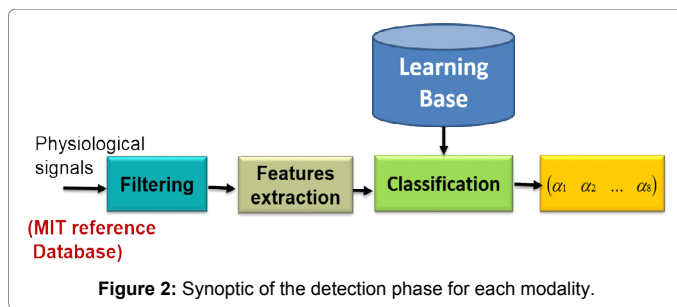 Learning
Base
Physiological
signals
Filtering
Features
extraction
Classification
(α1 α2 ... α8)
(MIT reference
Database)
Figure 2: Synoptic of the detection phase for each modality.